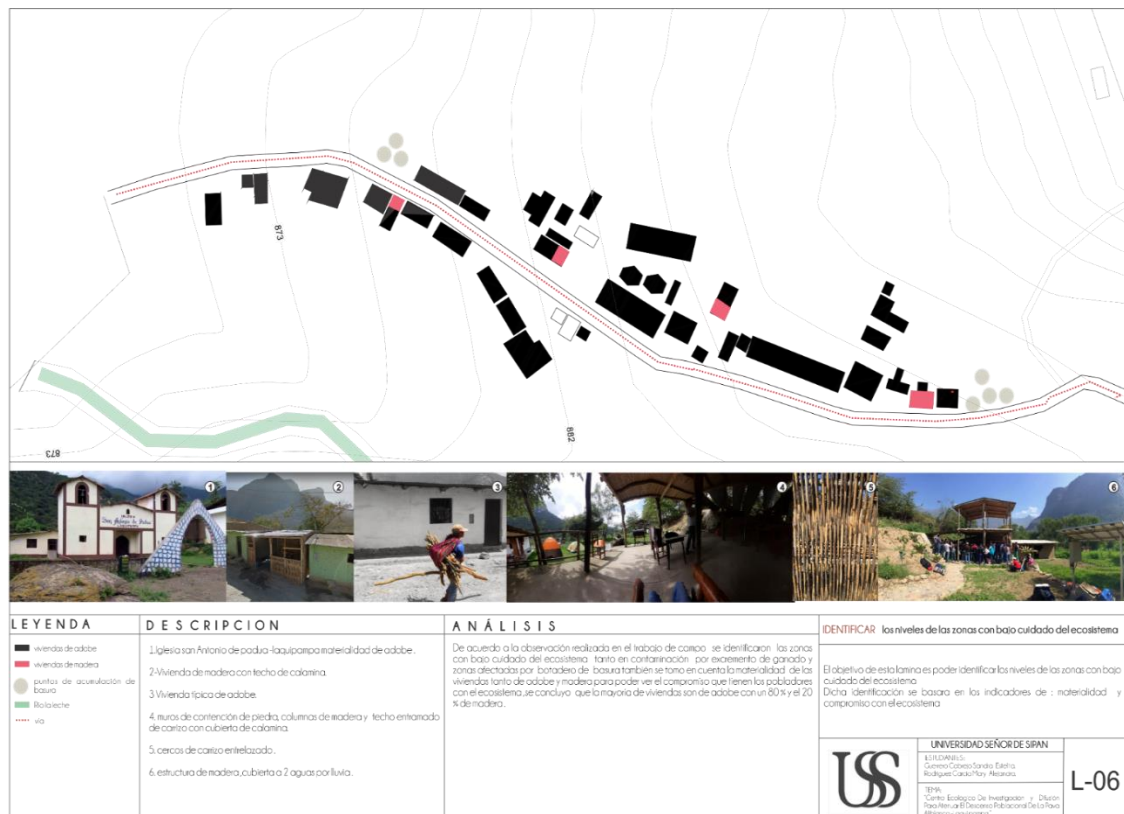 873
882
873
1
2
3
4
5
6
LEYENDA
viviendas de adobe
viviendas de madera
puntos de acumulación de
basura
Rio la leche
via
DESCRIPCION
1.Iglesia san Antonio de padua -laquipampa materialidad de adobe.
2-Vivienda de madera con techo de calamina.
3 Vivienda típica de adobe.
4. muros de contención de piedra, columnas de madera y techo entramado
de carrizo con cubierta de calamina.
5. cercos de carrizo entrelazado.
6. estructura de madera,cubierta a 2 aguas por lluvia.
ANÁLISIS
De acuerdo a la observación realizada en el trabajo de campo se identificaron las zonas
con bajo cuidado del ecosistema tanto en contaminación por excremento de ganado y
zonas afectadas por botadero de basura también se tomo en cuenta la materialidad de las
viviendas tanto de adobe y madera para poder ver el compromiso que tienen los pobladores
con el ecosistema ,se concluyo que la mayoria de viviendas son de adobe con un 80 % y el 20
% de madera .
IDENTIFICAR los niveles de las zonas con bajo cuidado del ecosistema
El objetivo de esta lamina es poder identificar los niveles de las zonas con bajo
cuidado del ecosistema
Dicha identificación se basara en los indicadores de : materialidad y
compromiso con el ecosistema
USS
UNIVERSIDAD SEÑOR DE SIPAN
ESTUDIANTES:
Guerrero Cabrejo Sandra Esthefa.
Rodriguez Garcia Mary Alejandra.
TEMA:
"Centro Ecologico De Investigacion y Difusion
Para Atenuar El Descenso Poblacional De La Pava
L-06